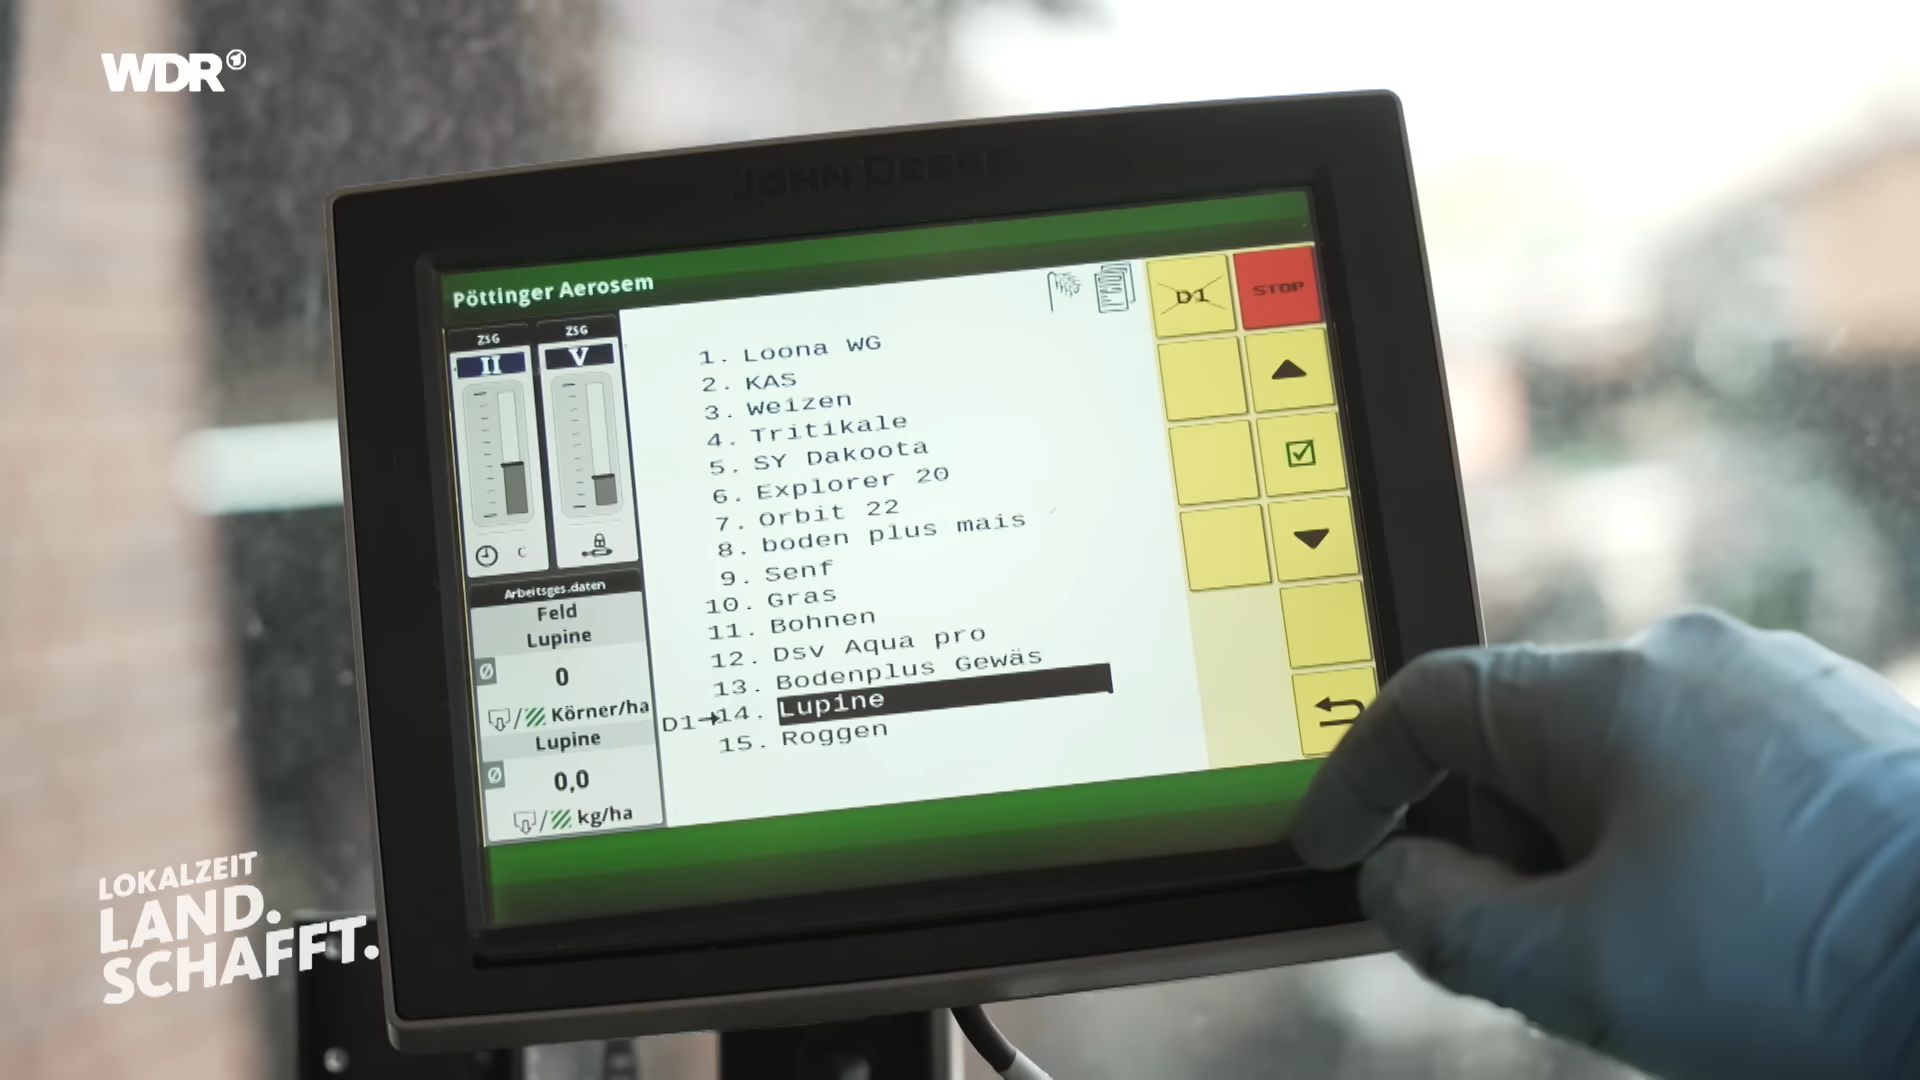 WDR
JOHN DEERE
Pöttinger Aerosem
D1
STOP
ZSG
II
C
ZSG
V
Arbeitsges.daten
Feld
Lupine
Ø
0
/ Körner/ha
Lupine
Ø
0,0
/ kg/ha
1. Loona WG
2. KAS
3. Weizen
4. Tritikale
5. SY Dakoota
6. Explorer 20
7. Orbit 22
8. boden plus mais
9. Senf
10. Gras
11. Bohnen
12. Dsv Aqua pro
13. Bodenplus Gewäs
D1→14. Lupine
15. Roggen
LOKALZEIT
LAND.
SCHAFFT.